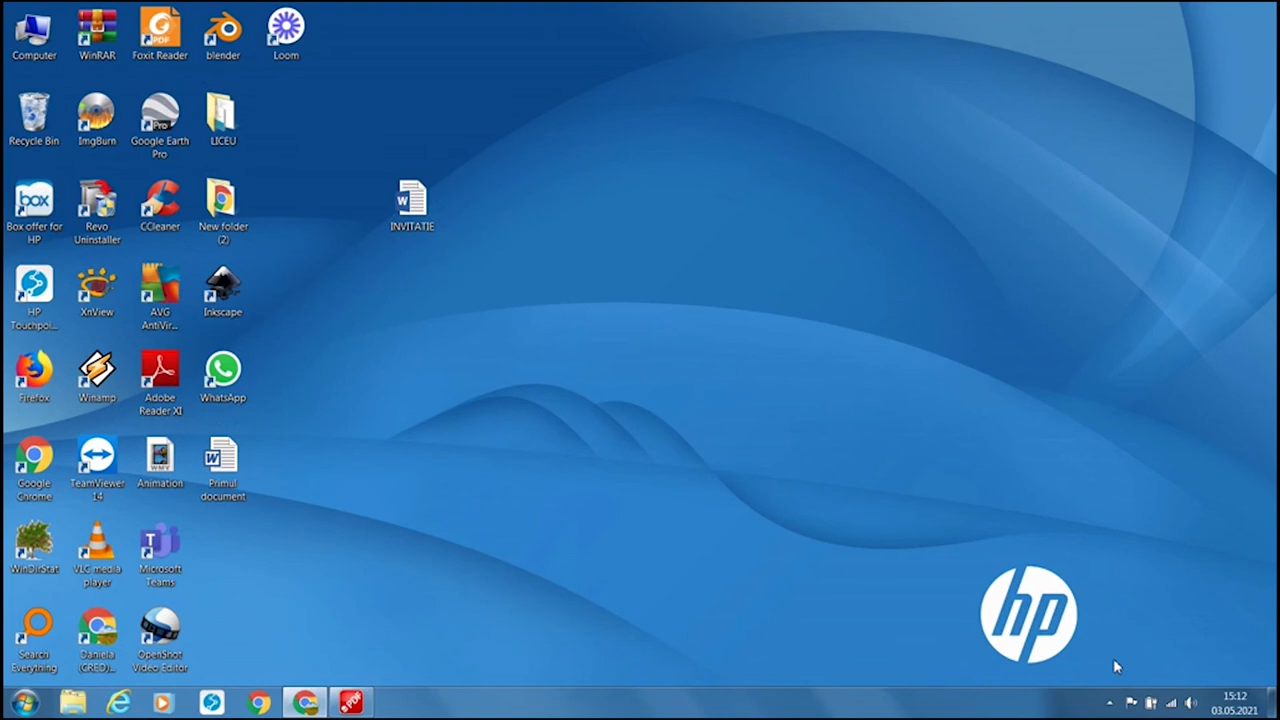 Computer
WinRAR
Foxit Reader
blender
Loom
Recycle Bin
ImgBurn
Google Earth
Pro
LICEU
Box offer for
HP
Revo
Uninstaller
CCleaner
New folder
(2)
INVITATIE
HP
Touchpoi...
XnView
AVG
AntiVir...
Inkscape
Firefox
Winamp
Adobe
Reader XI
WhatsApp
Google
Chrome
TeamViewer
14
Animation
Primul
document
WinDirStat
VLC media
player
Microsoft
Teams
Search
Everything
Daniela
(CRED)...
OpenShot
Video Editor
hp
15:12
03.05.2021